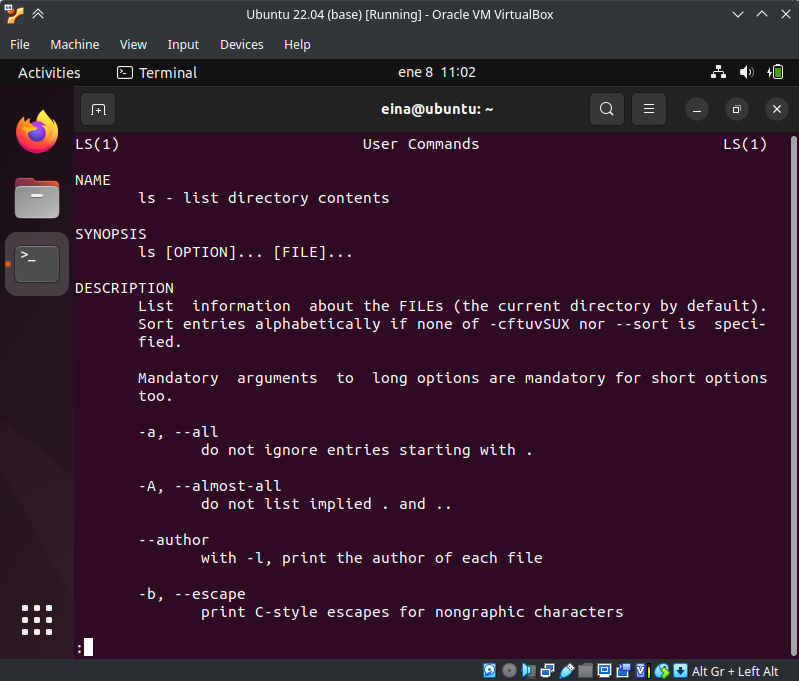 Ubuntu 22.04 (base) [Running] - Oracle VM VirtualBox
File Machine View Input Devices Help
Activities Terminal ene 8 11:02
eina@ubuntu: ~
LS(1) User Commands LS(1)
NAME
ls - list directory contents
SYNOPSIS
ls [OPTION]... [FILE]...
DESCRIPTION
List information about the FILEs (the current directory by default).
Sort entries alphabetically if none of -cftuvSUX nor --sort is speci-
fied.
Mandatory arguments to long options are mandatory for short options
too.
-a, --all
do not ignore entries starting with .
-A, --almost-all
do not list implied . and ..
--author
with -l, print the author of each file
-b, --escape
print C-style escapes for nongraphic characters
:
Alt Gr + Left Alt